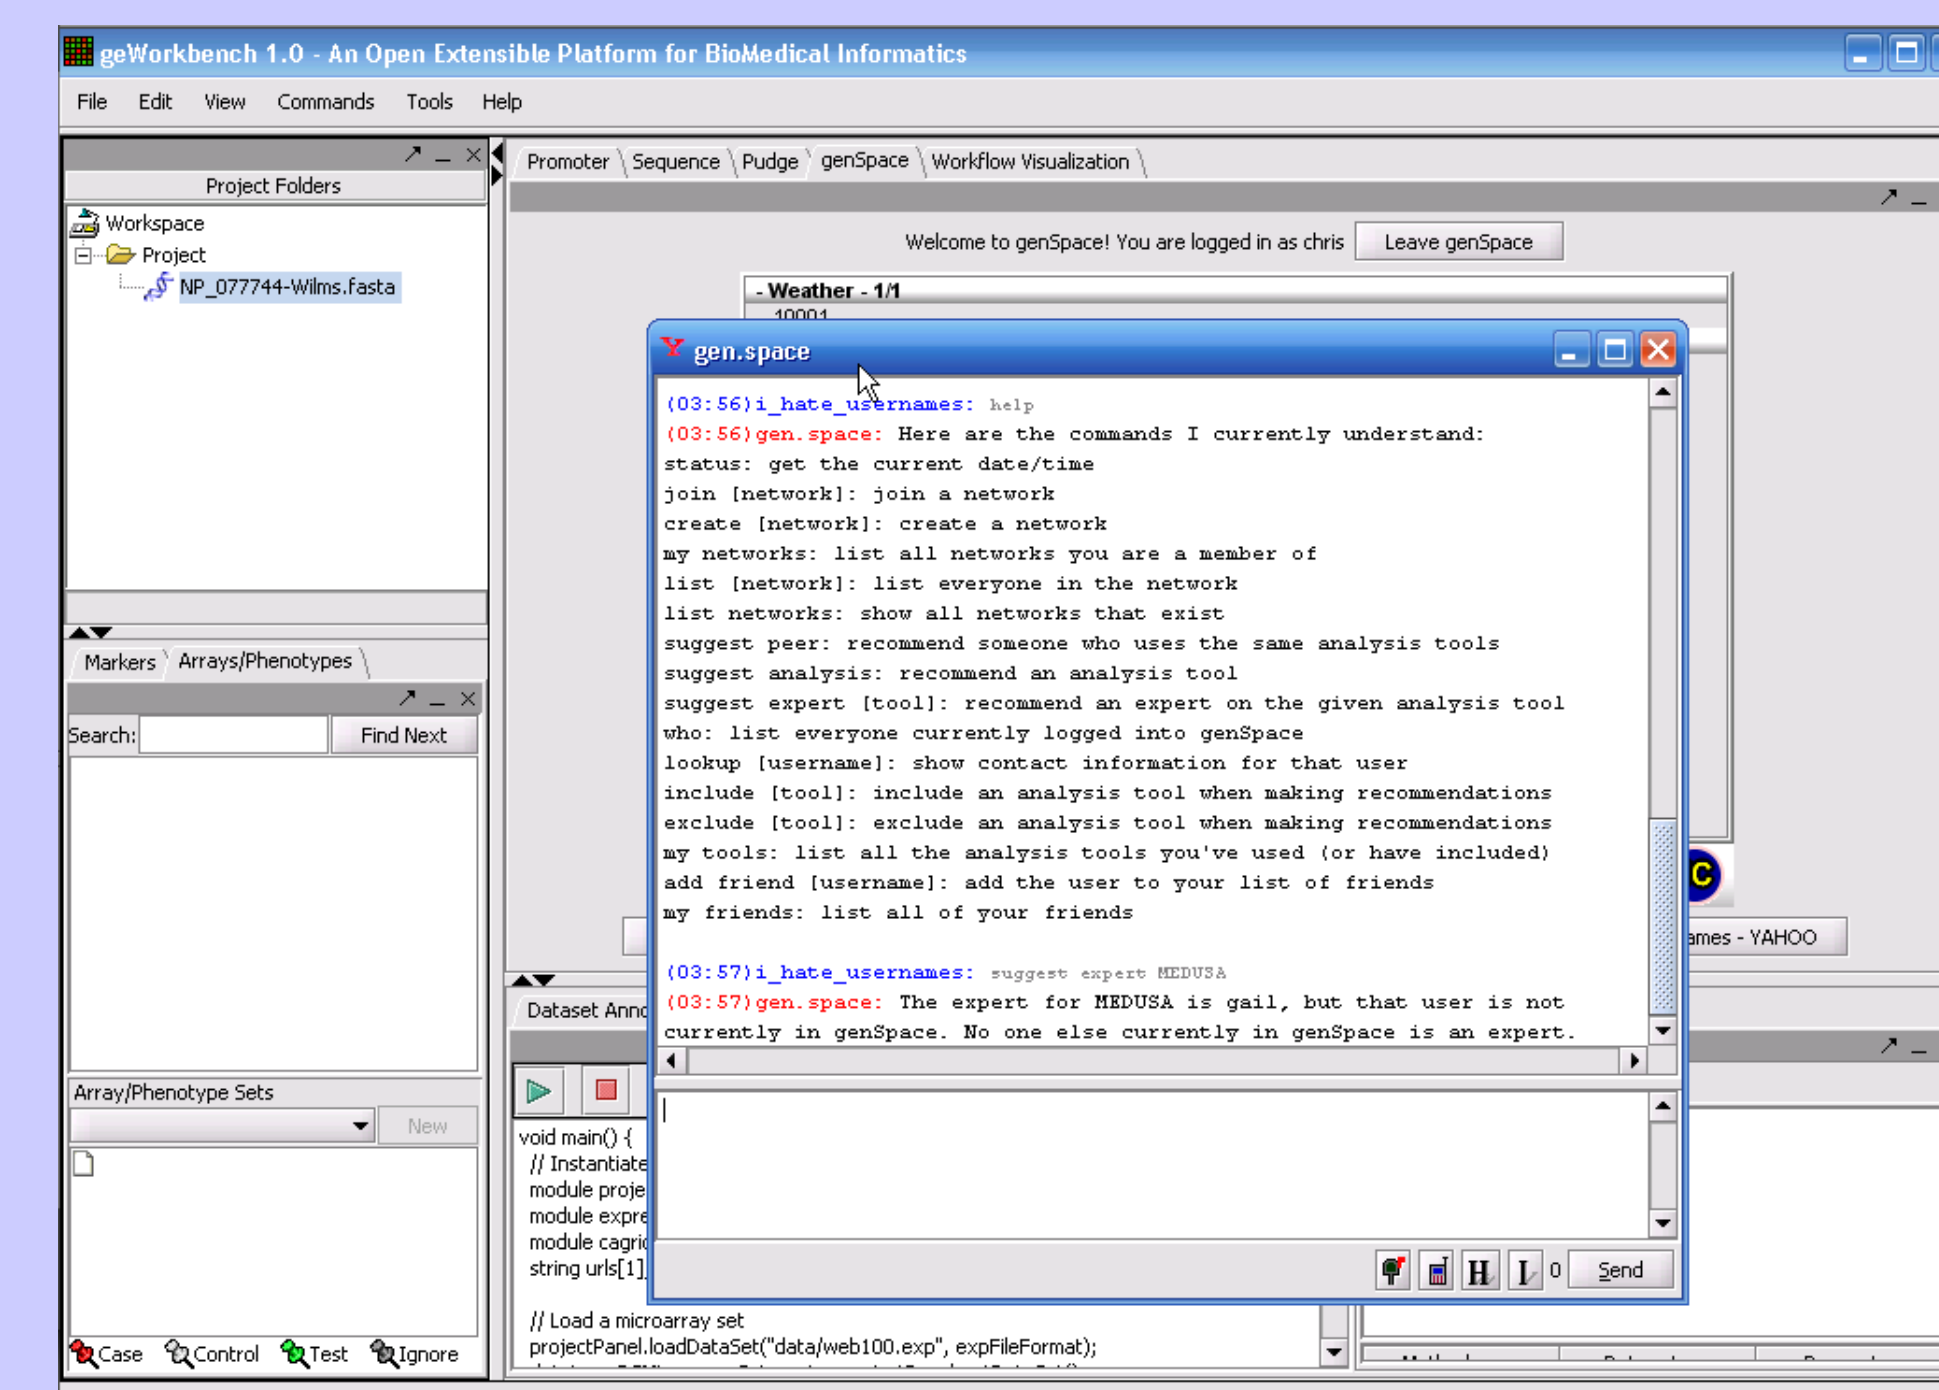 geWorkbench 1.0 - An Open Extensible Platform for BioMedical Informatics
File Edit View Commands Tools Help
Project Folders
Workspace
Project
NP_077744-Wilms.fasta
Markers Arrays/Phenotypes
Search: Find Next
Array/Phenotype Sets
New
Case Control Test Ignore
Promoter Sequence Pudge genSpace Workflow Visualization
Welcome to genSpace! You are logged in as chris Leave genSpace
- Weather - 1/1
10001
gen.space
(03:56)i_hate_usernames: help
(03:56)gen.space: Here are the commands I currently understand:
status: get the current date/time
join [network]: join a network
create [network]: create a network
my networks: list all networks you are a member of
list [network]: list everyone in the network
list networks: show all networks that exist
suggest peer: recommend someone who uses the same analysis tools
suggest analysis: recommend an analysis tool
suggest expert [tool]: recommend an expert on the given analysis tool
who: list everyone currently logged into genSpace
lookup [username]: show contact information for that user
include [tool]: include an analysis tool when making recommendations
exclude [tool]: exclude an analysis tool when making recommendations
my tools: list all the analysis tools you've used (or have included)
add friend [username]: add the user to your list of friends
my friends: list all of your friends
(03:57)i_hate_usernames: suggest expert MEDUSA
(03:57)gen.space: The expert for MEDUSA is gail, but that user is not
currently in genSpace. No one else currently in genSpace is an expert.
H I 0 Send
C
ames - YAHOO
Dataset Anno
void main() {
// Instantiate
module proje
module expre
module cagric
string urls[1]
// Load a microarray set
projectPanel.loadDataSet("data/web100.exp", expFileFormat);